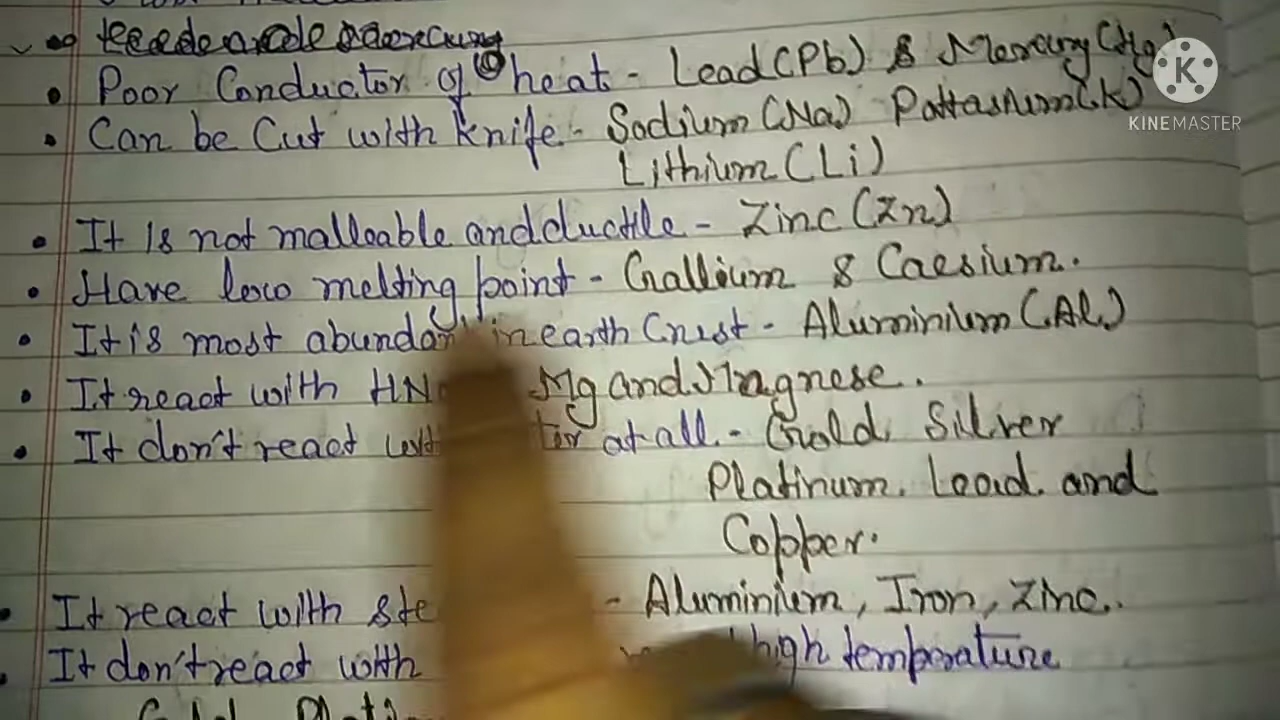 • Poor Conductor of heat - Lead(Pb) & Mercury(Hg)
• Can be Cut with knife - Sodium (Na) Pottasium(K)
Lithium (Li)
• It is not malleable and ductile - Zinc (Zn)
• Have low melting point - Gallium & Caesium.
• It is most abundant in earth Crust - Aluminium (Al)
• It react with Mg and Magnese.
• It don't react at all - Gold, Silver
Platinum, Lead and
Copper.
• It react with - Aluminium, Iron, Zinc.
• It don't react with high temperature
K
KINEMASTER